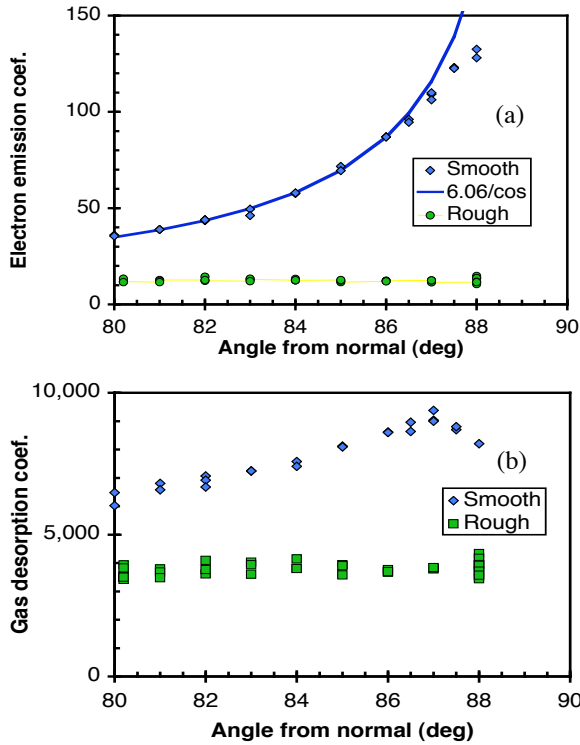 150
100
50
0
Electron emission coef.
(a)
Smooth
6.06/cos
Rough
80 82 84 86 88 90
Angle from normal (deg)
10,000
5,000
0
Gas desorption coef.
(b)
Smooth
Rough
80 82 84 86 88 90
Angle from normal (deg)